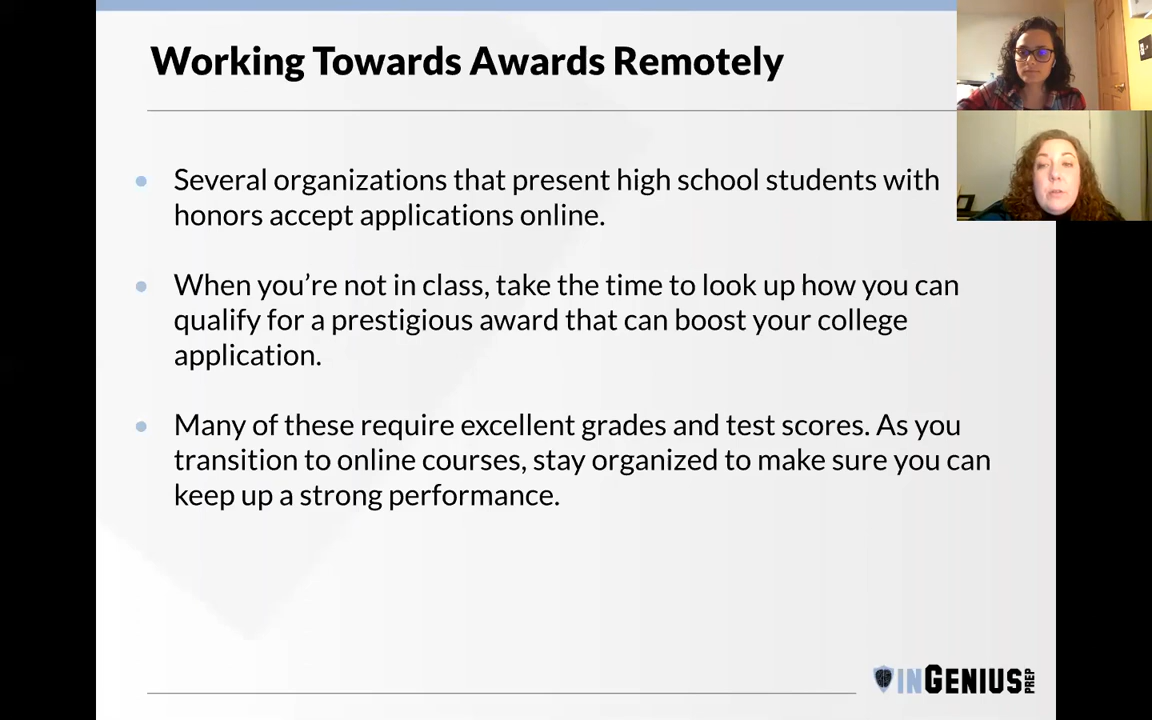 Working Towards Awards Remotely
Several organizations that present high school students with
honors accept applications online.
When you’re not in class, take the time to look up how you can
qualify for a prestigious award that can boost your college
application.
Many of these require excellent grades and test scores. As you
transition to online courses, stay organized to make sure you can
keep up a strong performance.
INGENIUS PREP